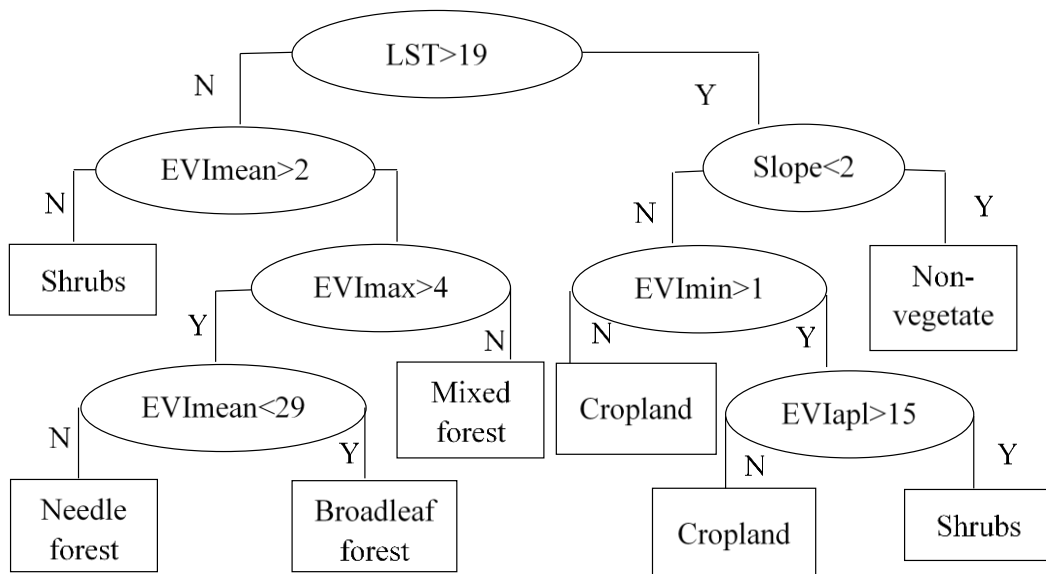 LST>19
N
Y
EVImean>2
Slope<2
N
N
Y
Shrubs
EVImax>4
EVImin>1
Non-
vegetate
Y
N
N
Y
EVImean<29
Mixed
forest
Cropland
EVIapl>15
N
Y
N
Y
Needle
forest
Broadleaf
forest
Cropland
Shrubs